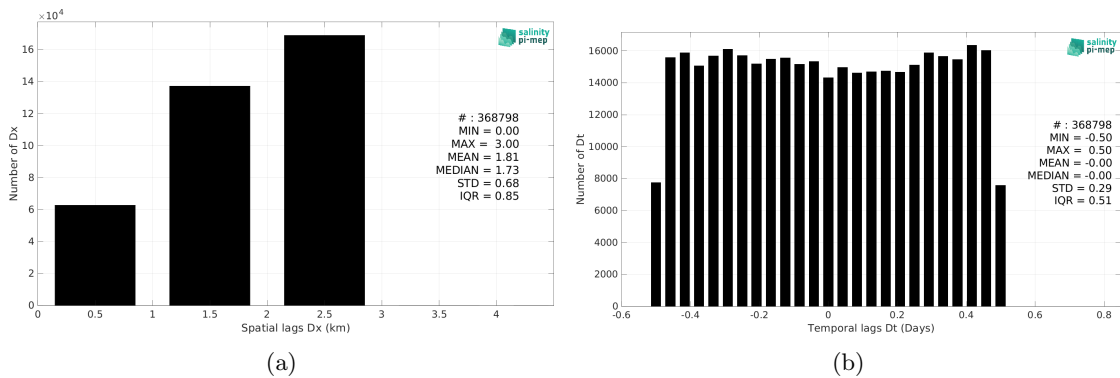 ×10⁴
16
14
12
10
8
6
4
2
0
Number of Dx
0 0.5 1 1.5 2 2.5 3 3.5 4
Spatial lags Dx (km)
salinity
pi-mep
# : 368798
MIN = 0.00
MAX = 3.00
MEAN = 1.81
MEDIAN = 1.73
STD = 0.68
IQR = 0.85
(a)
16000
14000
12000
10000
8000
6000
4000
2000
0
Number of Dt
-0.6 -0.4 -0.2 0 0.2 0.4 0.6 0.8
Temporal lags Dt (Days)
salinity
pi-mep
# : 368798
MIN = -0.50
MAX = 0.50
MEAN = -0.00
MEDIAN = -0.00
STD = 0.29
IQR = 0.51
(b)